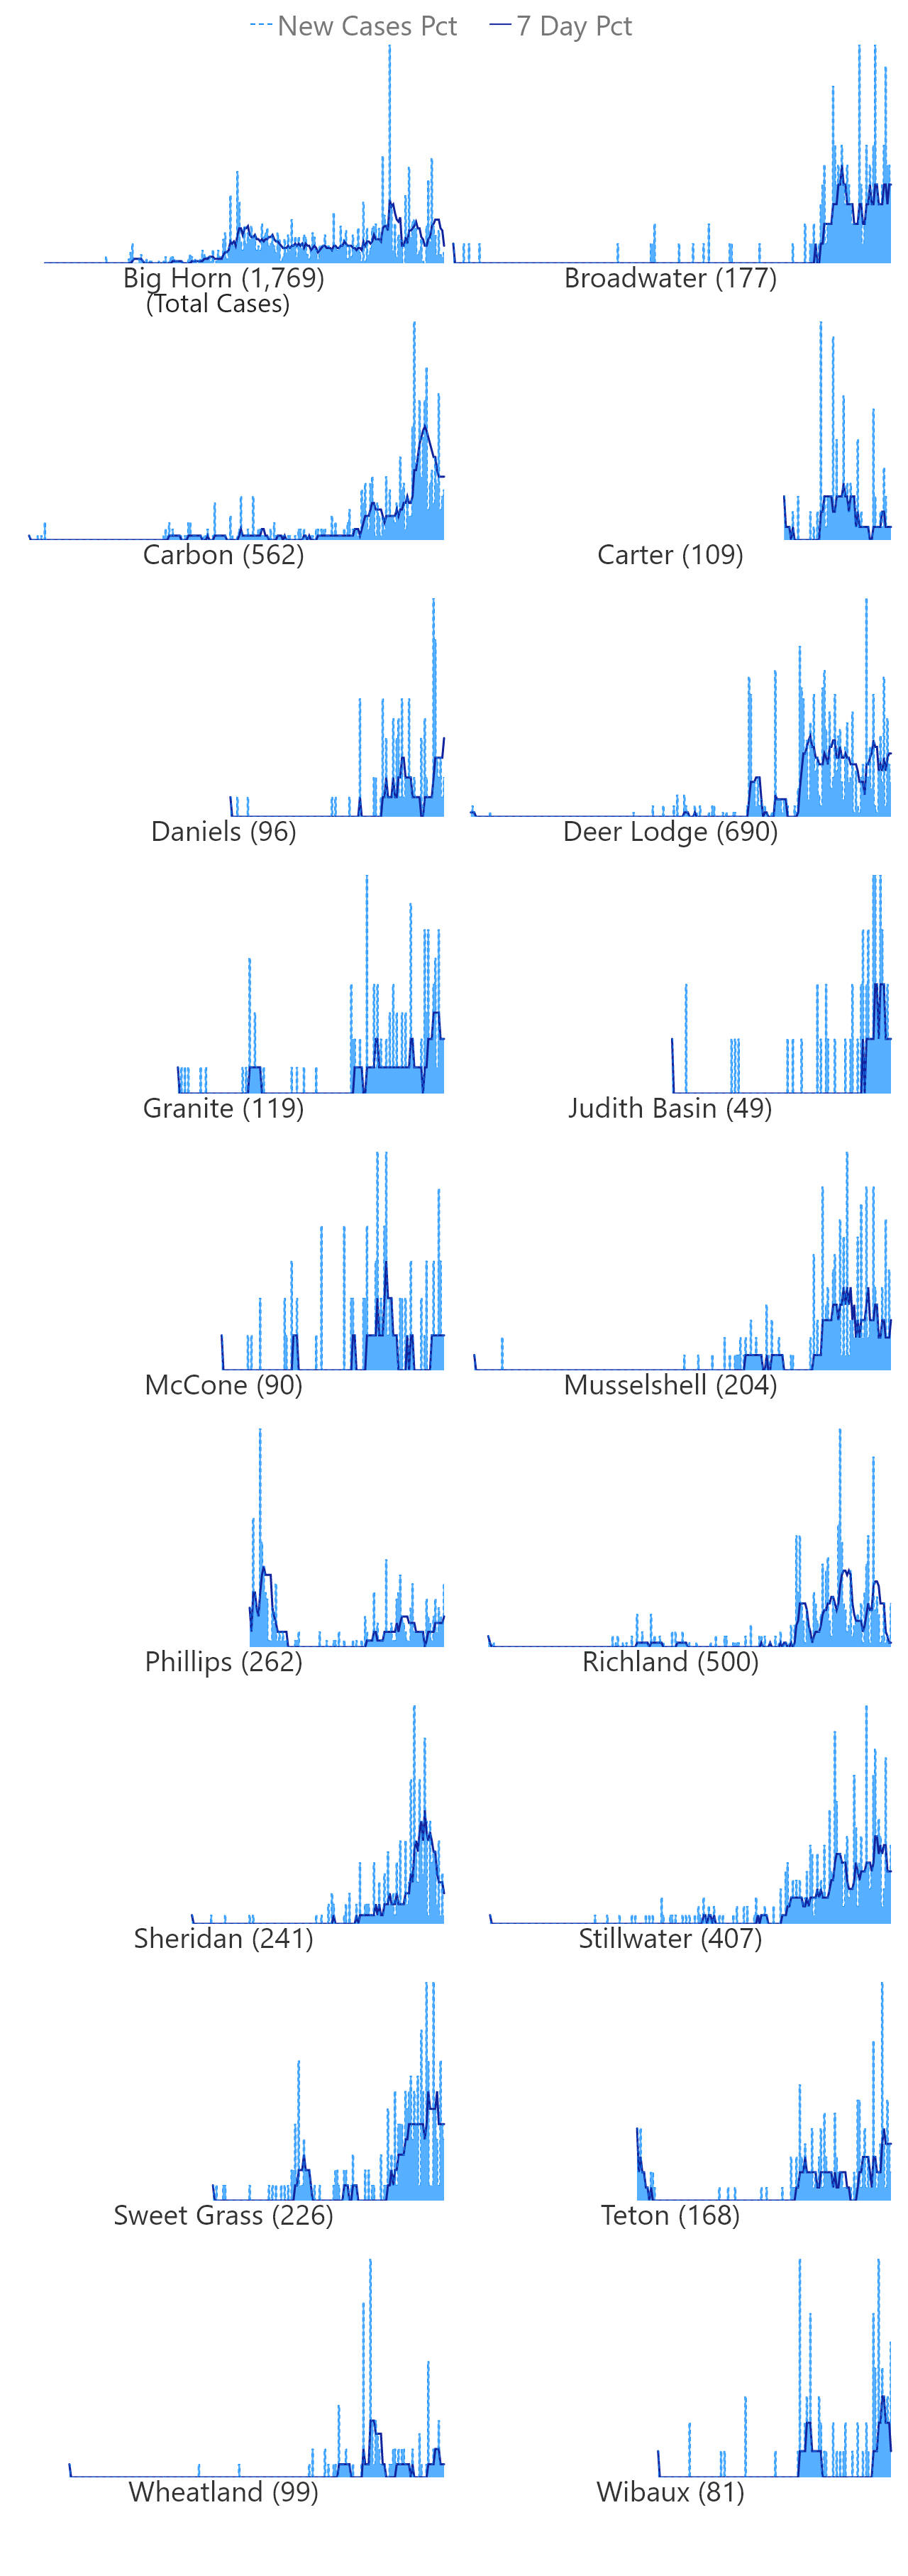 New Cases Pct 7 Day Pct
Big Horn (1,769) Broadwater (177)
(Total Cases)
Carbon (562) Carter (109)
Daniels (96) Deer Lodge (690)
Granite (119) Judith Basin (49)
McCone (90) Musselshell (204)
Phillips (262) Richland (500)
Sheridan (241) Stillwater (407)
Sweet Grass (226) Teton (168)
Wheatland (99) Wibaux (81)